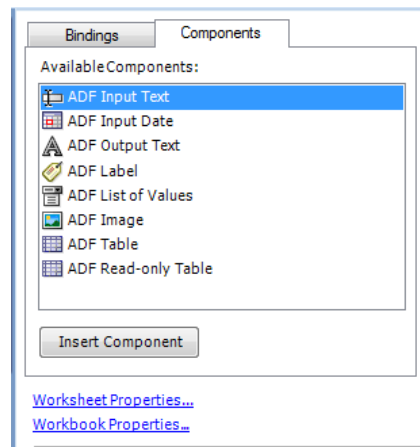 Bindings Components
Available Components:
ADF Input Text
ADF Input Date
ADF Output Text
ADF Label
ADF List of Values
ADF Image
ADF Table
ADF Read-only Table
Insert Component
Worksheet Properties...
Workbook Properties...